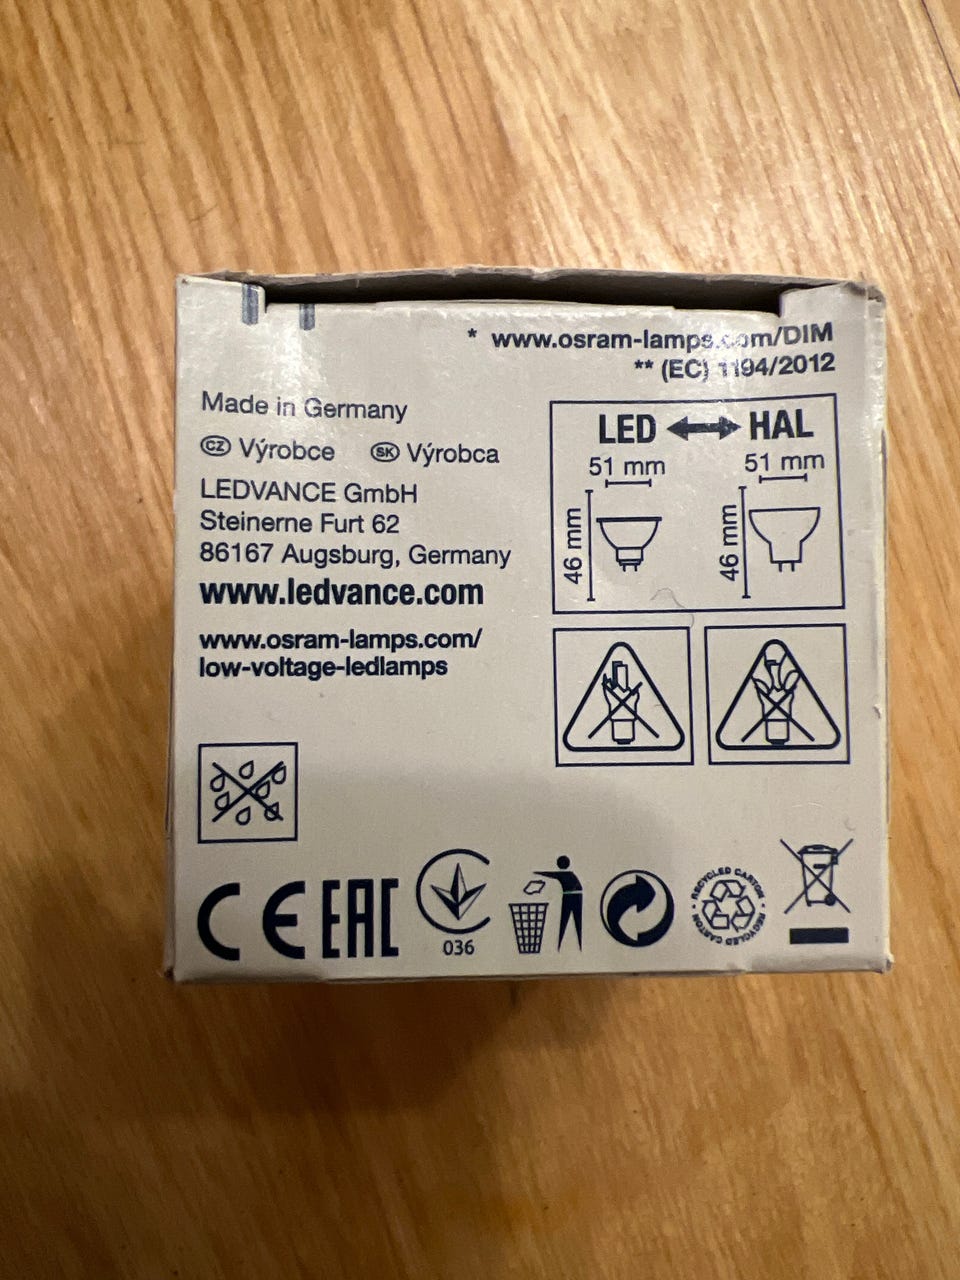 * www.osram-lamps.com/DIM
** (EC) 1194/2012
Made in Germany
CZ Výrobce SK Výrobca
LEDVANCE GmbH
Steinerne Furt 62
86167 Augsburg, Germany
www.ledvance.com
www.osram-lamps.com/
low-voltage-ledlamps
LED HAL
51 mm 51 mm
46 mm 46 mm
CE EAC
036
RECYCLED CARTON • RECYCLED CARTON •